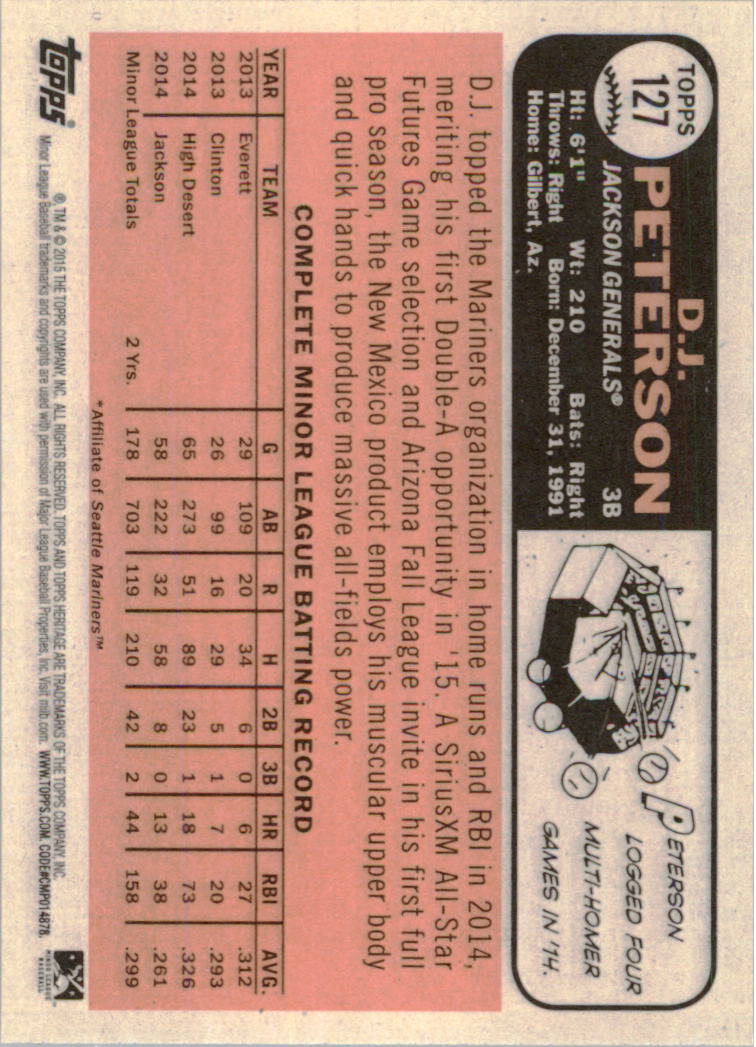 TOPPS
127
D.J.
PETERSON
JACKSON GENERALS® 3B
Ht: 6'1" Wt: 210 Bats: Right
Throws: Right Born: December 31, 1991
Home: Gilbert, Az.
PETERSON
LOGGED FOUR
MULTI-HOMER
GAMES IN '14.
D.J. topped the Mariners organization in home runs and RBI in 2014,
meriting his first Double-A opportunity in '15. A SiriusXM All-Star
Futures Game selection and Arizona Fall League invite in his first full
pro season, the New Mexico product employs his muscular upper body
and quick hands to produce massive all-fields power.
COMPLETE MINOR LEAGUE BATTING RECORD
YEAR TEAM G AB R H 2B 3B HR RBI AVG.
2013 Everett 29 109 20 34 6 0 6 27 .312
2013 Clinton 26 99 16 29 5 1 7 20 .293
2014 High Desert 65 273 51 89 23 1 18 73 .326
2014 Jackson 58 222 32 58 8 0 13 38 .261
Minor League Totals 2 Yrs. 178 703 119 210 42 2 44 158 .299
*Affiliate of Seattle Mariners™
topps
®, TM & © 2015 THE TOPPS COMPANY, INC. ALL RIGHTS RESERVED. TOPPS AND TOPPS HERITAGE ARE TRADEMARKS OF THE TOPPS COMPANY, INC.
Minor League Baseball trademarks and copyrights are used with permission of Major League Baseball Properties, Inc. Visit milb.com. WWW.TOPPS.COM. CODE#CMP014878.
MINOR LEAGUE
BASEBALL™